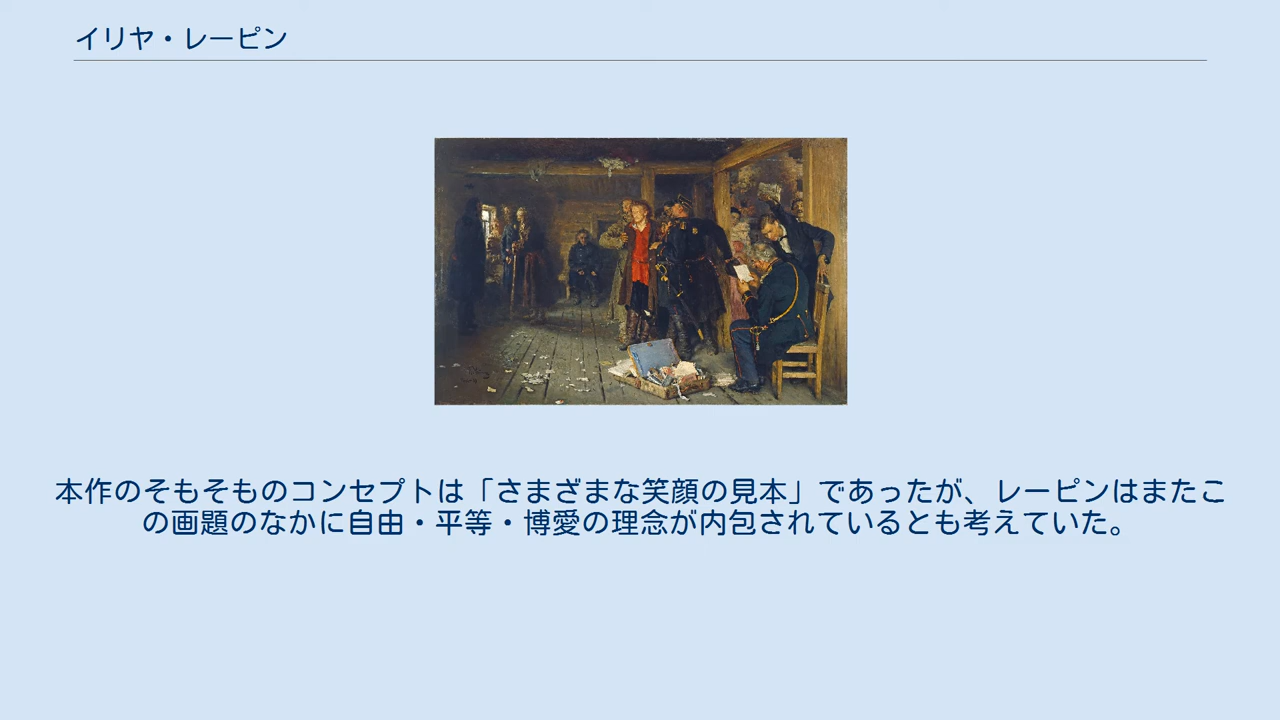 イリヤ・レーピン
本作のそもそものコンセプトは「さまざまな笑顔の見本」であったが、レーピンはまたこ
の画題のなかに自由・平等・博愛の理念が内包されているとも考えていた。